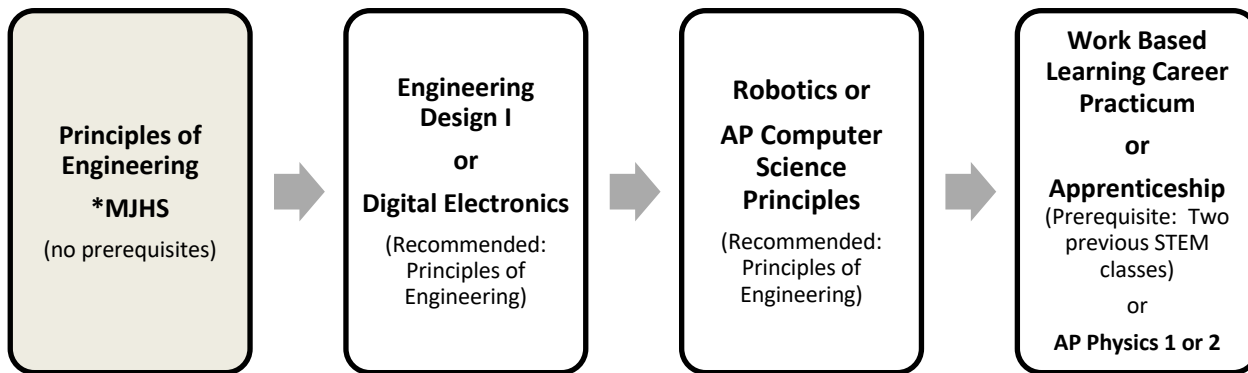 Principles of
Engineering
*MJHS
(no prerequisites)
Engineering
Design I
or
Digital Electronics
(Recommended:
Principles of
Engineering)
Robotics or
AP Computer
Science
Principles
(Recommended:
Principles of
Engineering)
Work Based
Learning Career
Practicum
or
Apprenticeship
(Prerequisite: Two
previous STEM
classes)
or
AP Physics 1 or 2